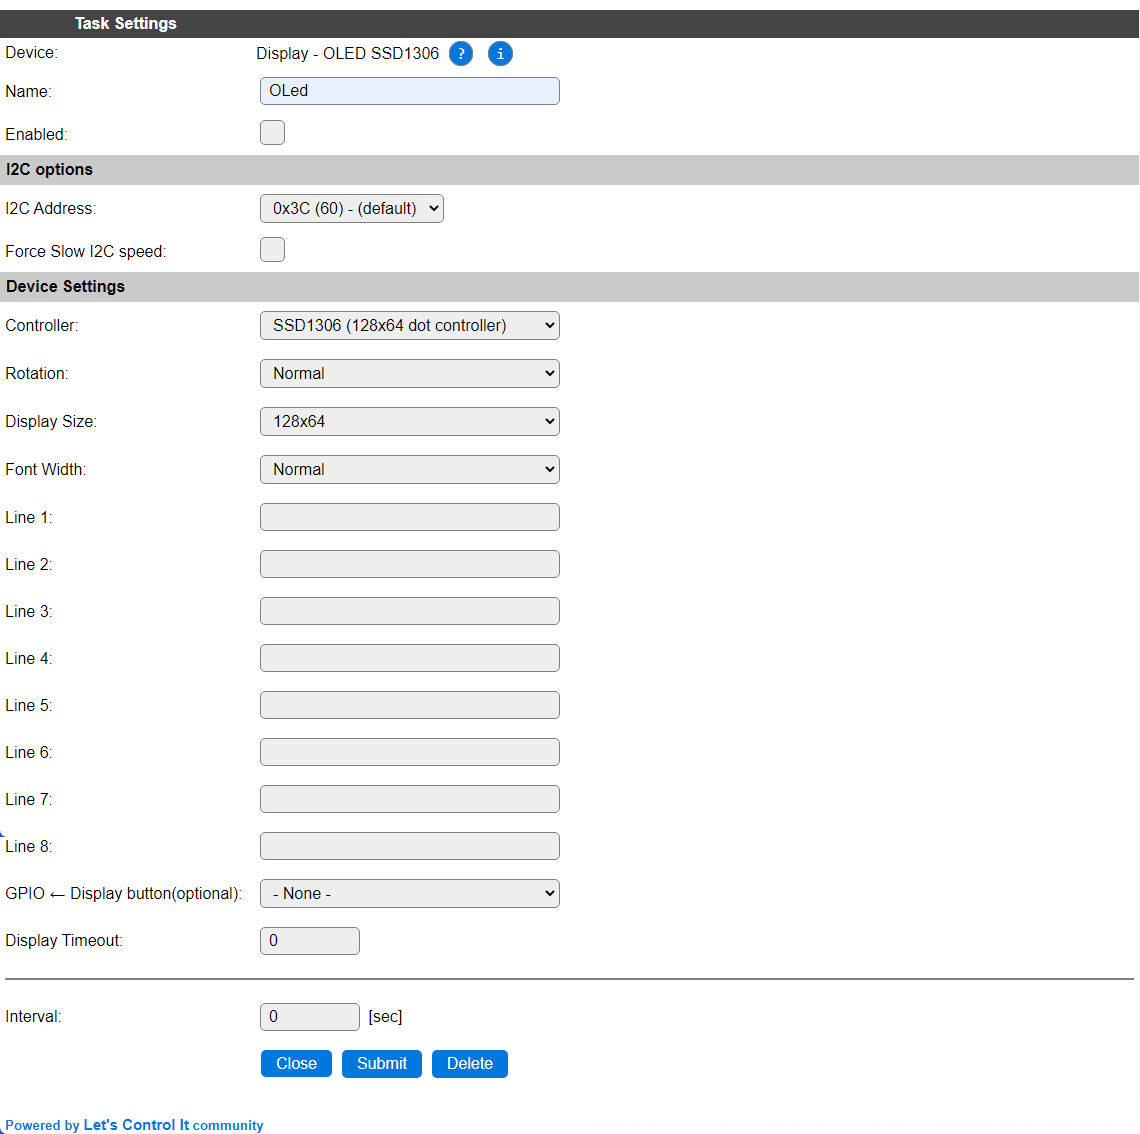 Task Settings
Device: Display - OLED SSD1306 ? i
Name: OLed
Enabled:
I2C options
I2C Address: 0x3C (60) - (default)
Force Slow I2C speed:
Device Settings
Controller: SSD1306 (128x64 dot controller)
Rotation: Normal
Display Size: 128x64
Font Width: Normal
Line 1:
Line 2:
Line 3:
Line 4:
Line 5:
Line 6:
Line 7:
Line 8:
GPIO ← Display button(optional): - None -
Display Timeout: 0
Interval: 0 [sec]
Close Submit Delete
Powered by Let's Control It community